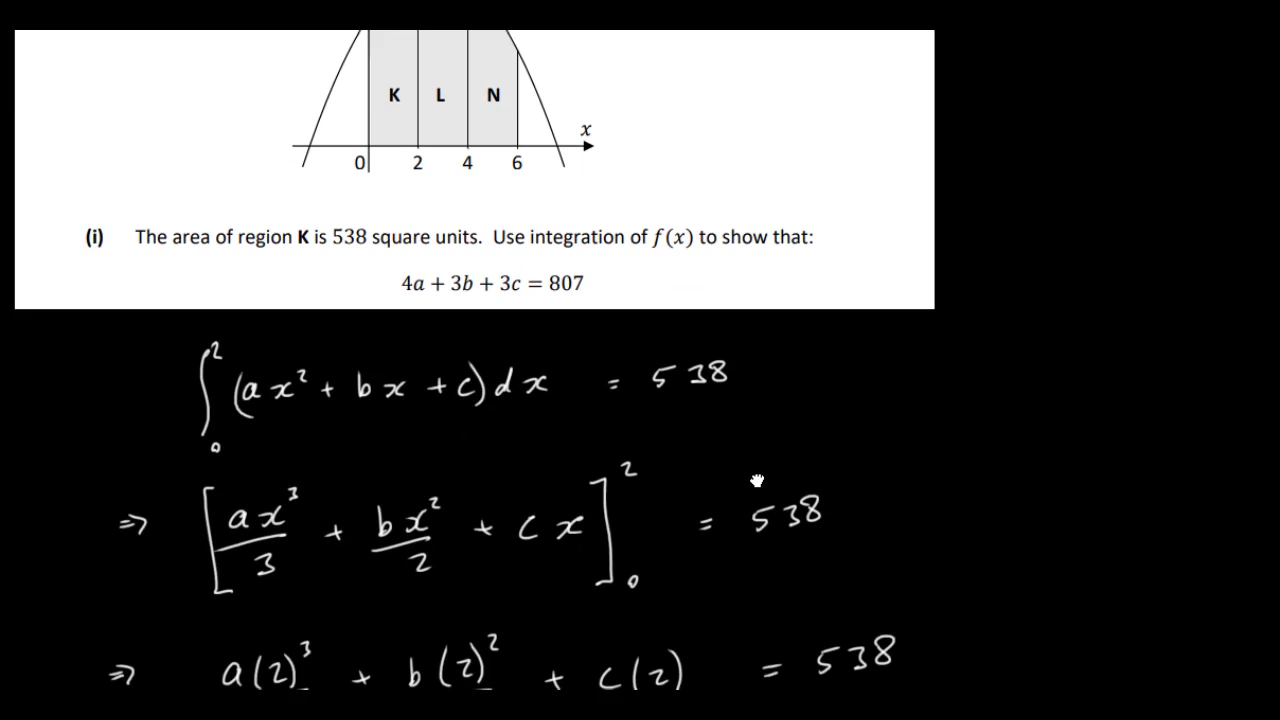 K L N
x
0 2 4 6
(i) The area of region K is 538 square units. Use integration of f(x) to show that:
4a + 3b + 3c = 807
∫₀² (ax² + bx + c) dx = 538
⇒ [ax³/3 + bx²/2 + cx]₀² = 538
⇒ a(2)³ + b(2)² + c(2) = 538